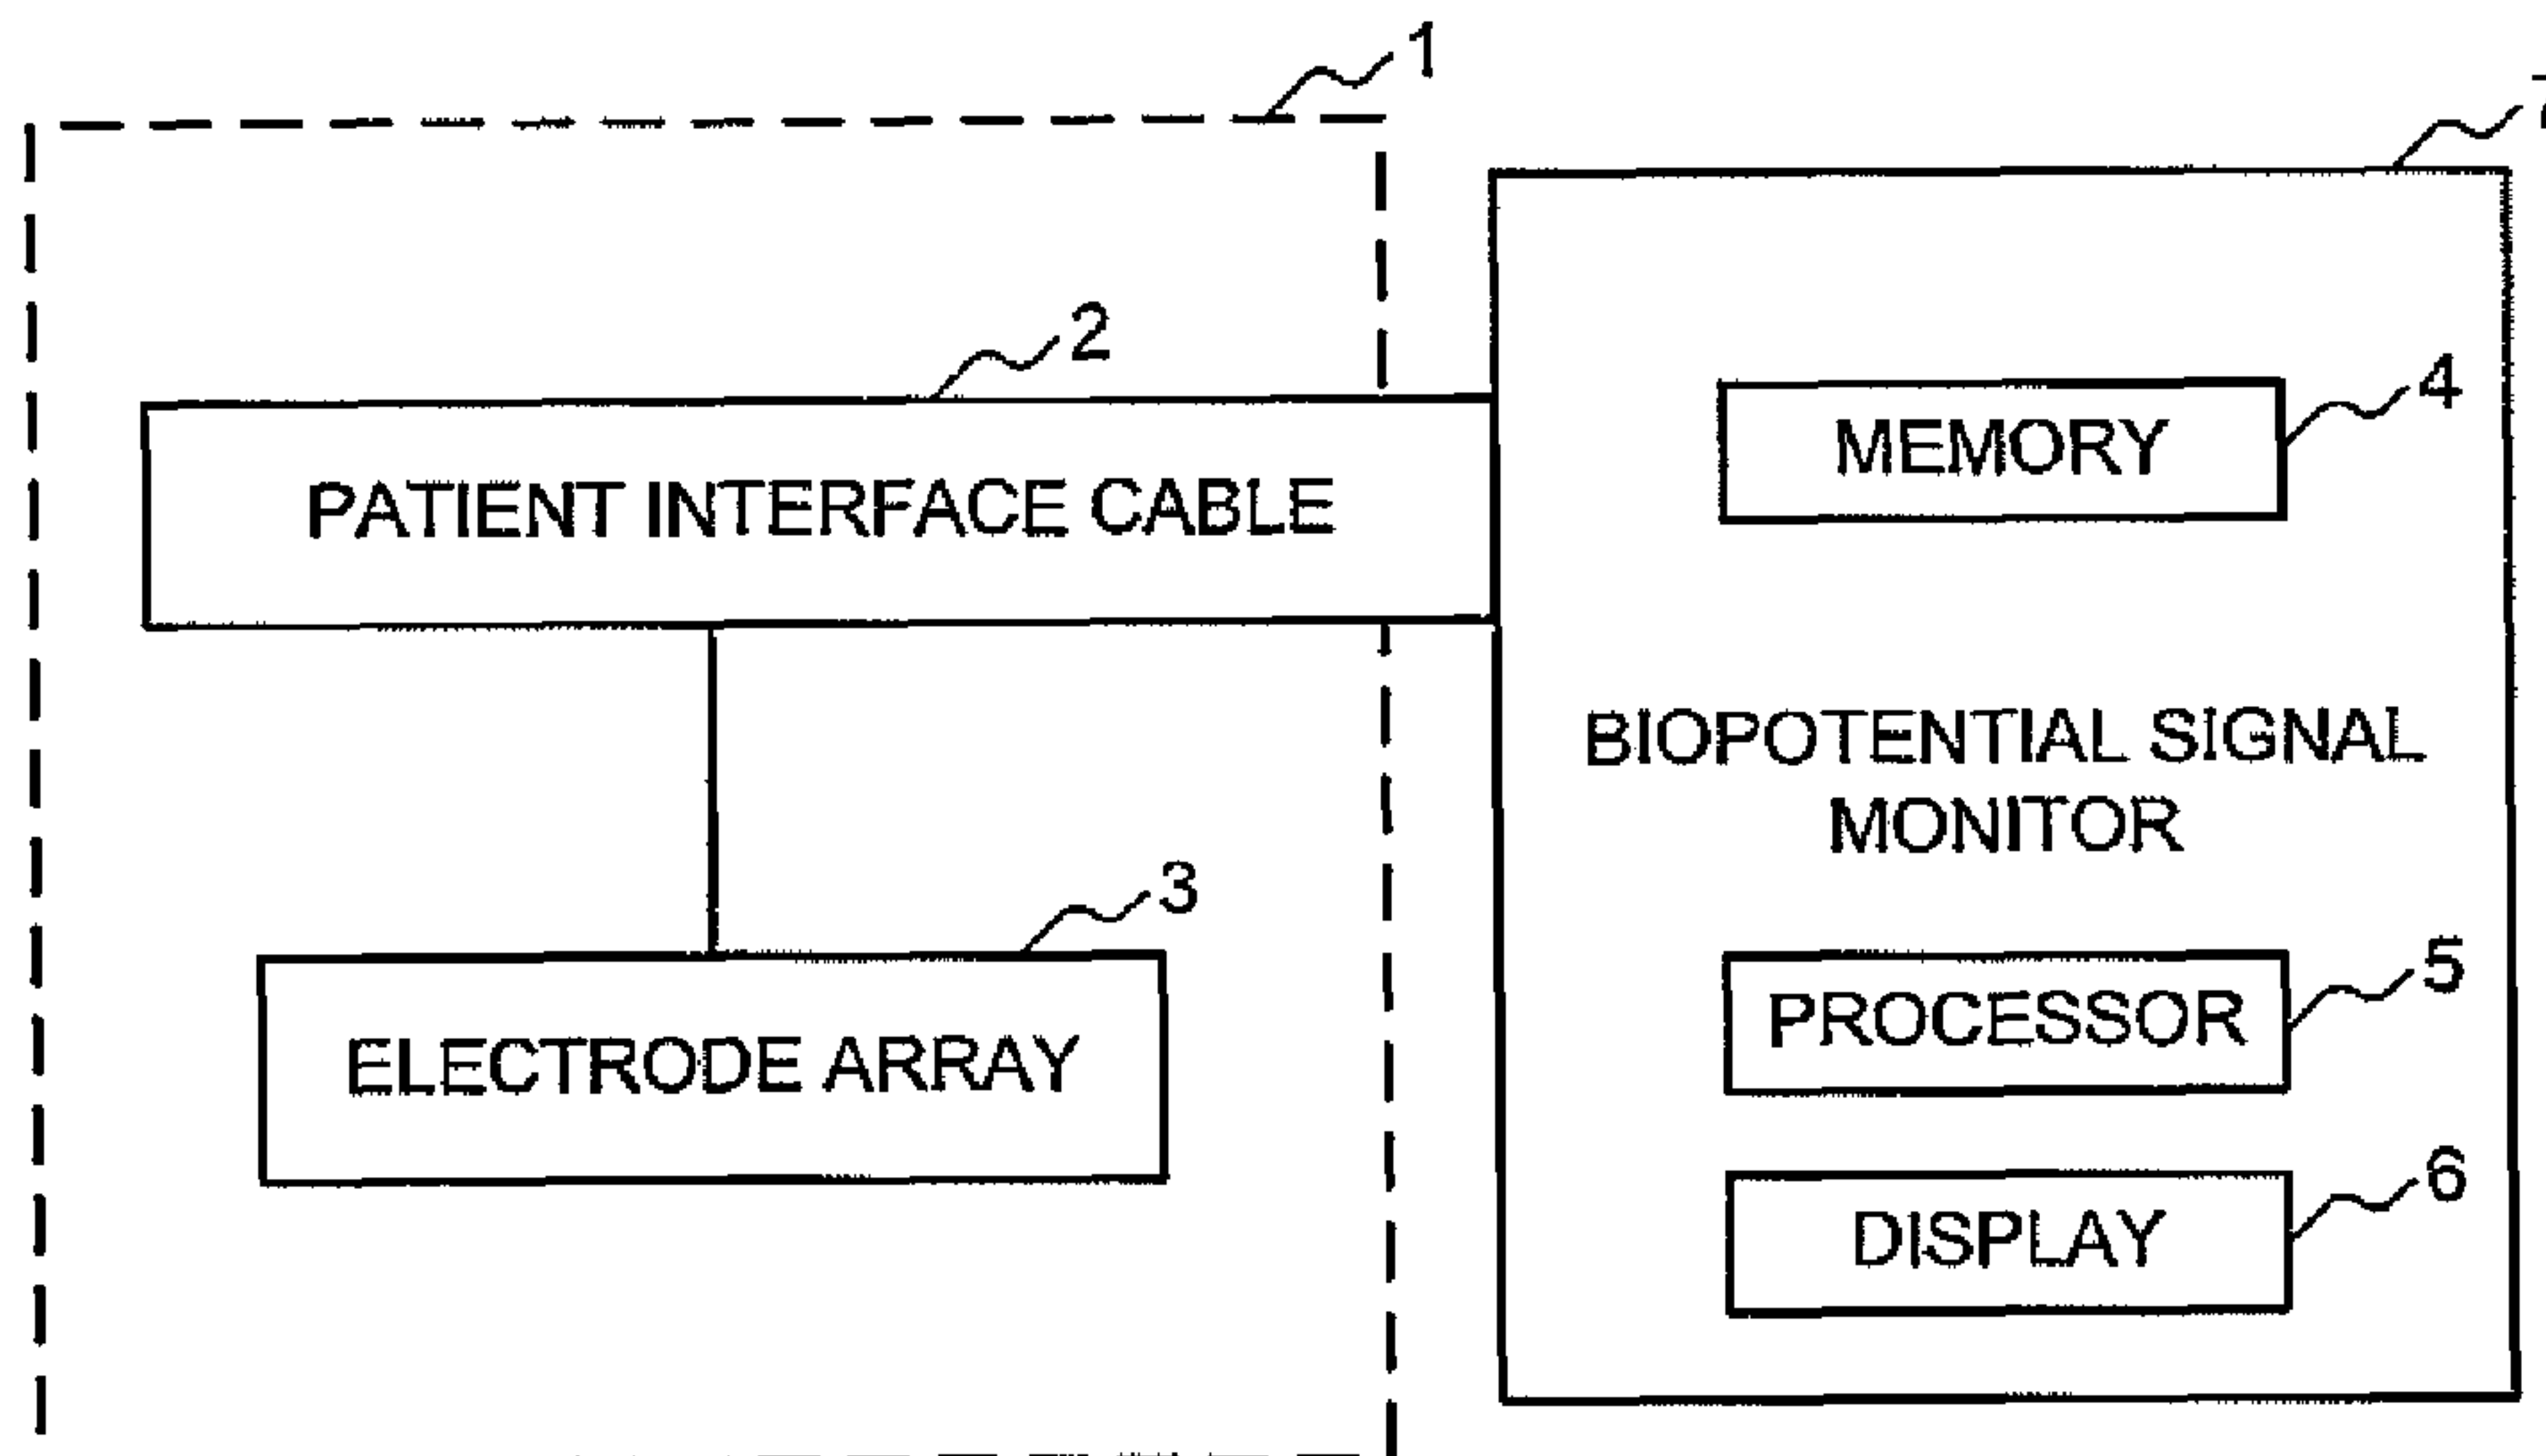 1
2
PATIENT INTERFACE CABLE
3
ELECTRODE ARRAY
4
MEMORY
BIOPOTENTIAL SIGNAL
MONITOR
5
PROCESSOR
6
DISPLAY